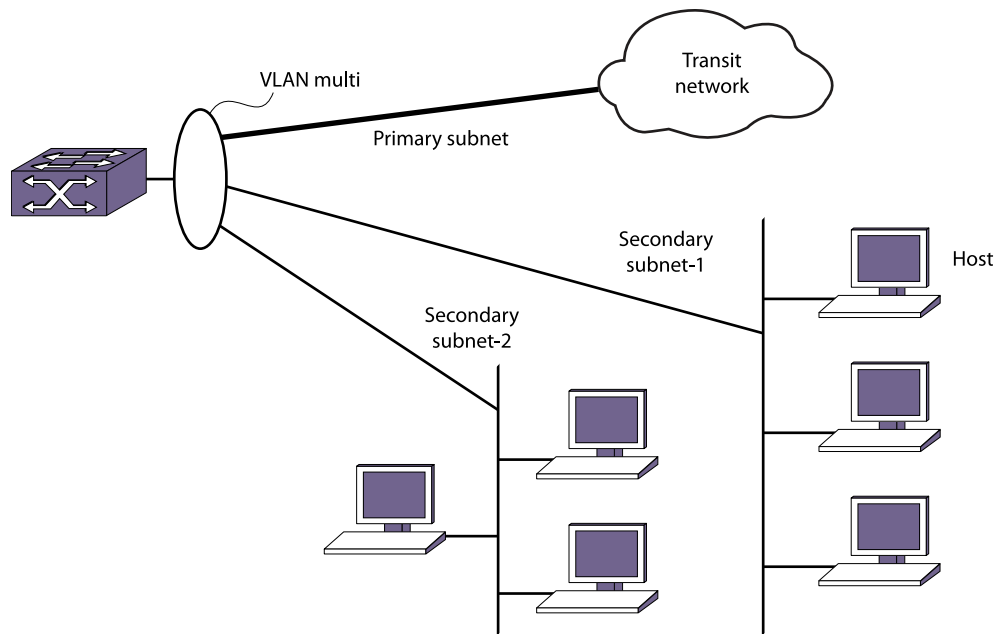 Transit
network
VLAN multi
Primary subnet
Secondary
subnet-1
Host
Secondary
subnet-2